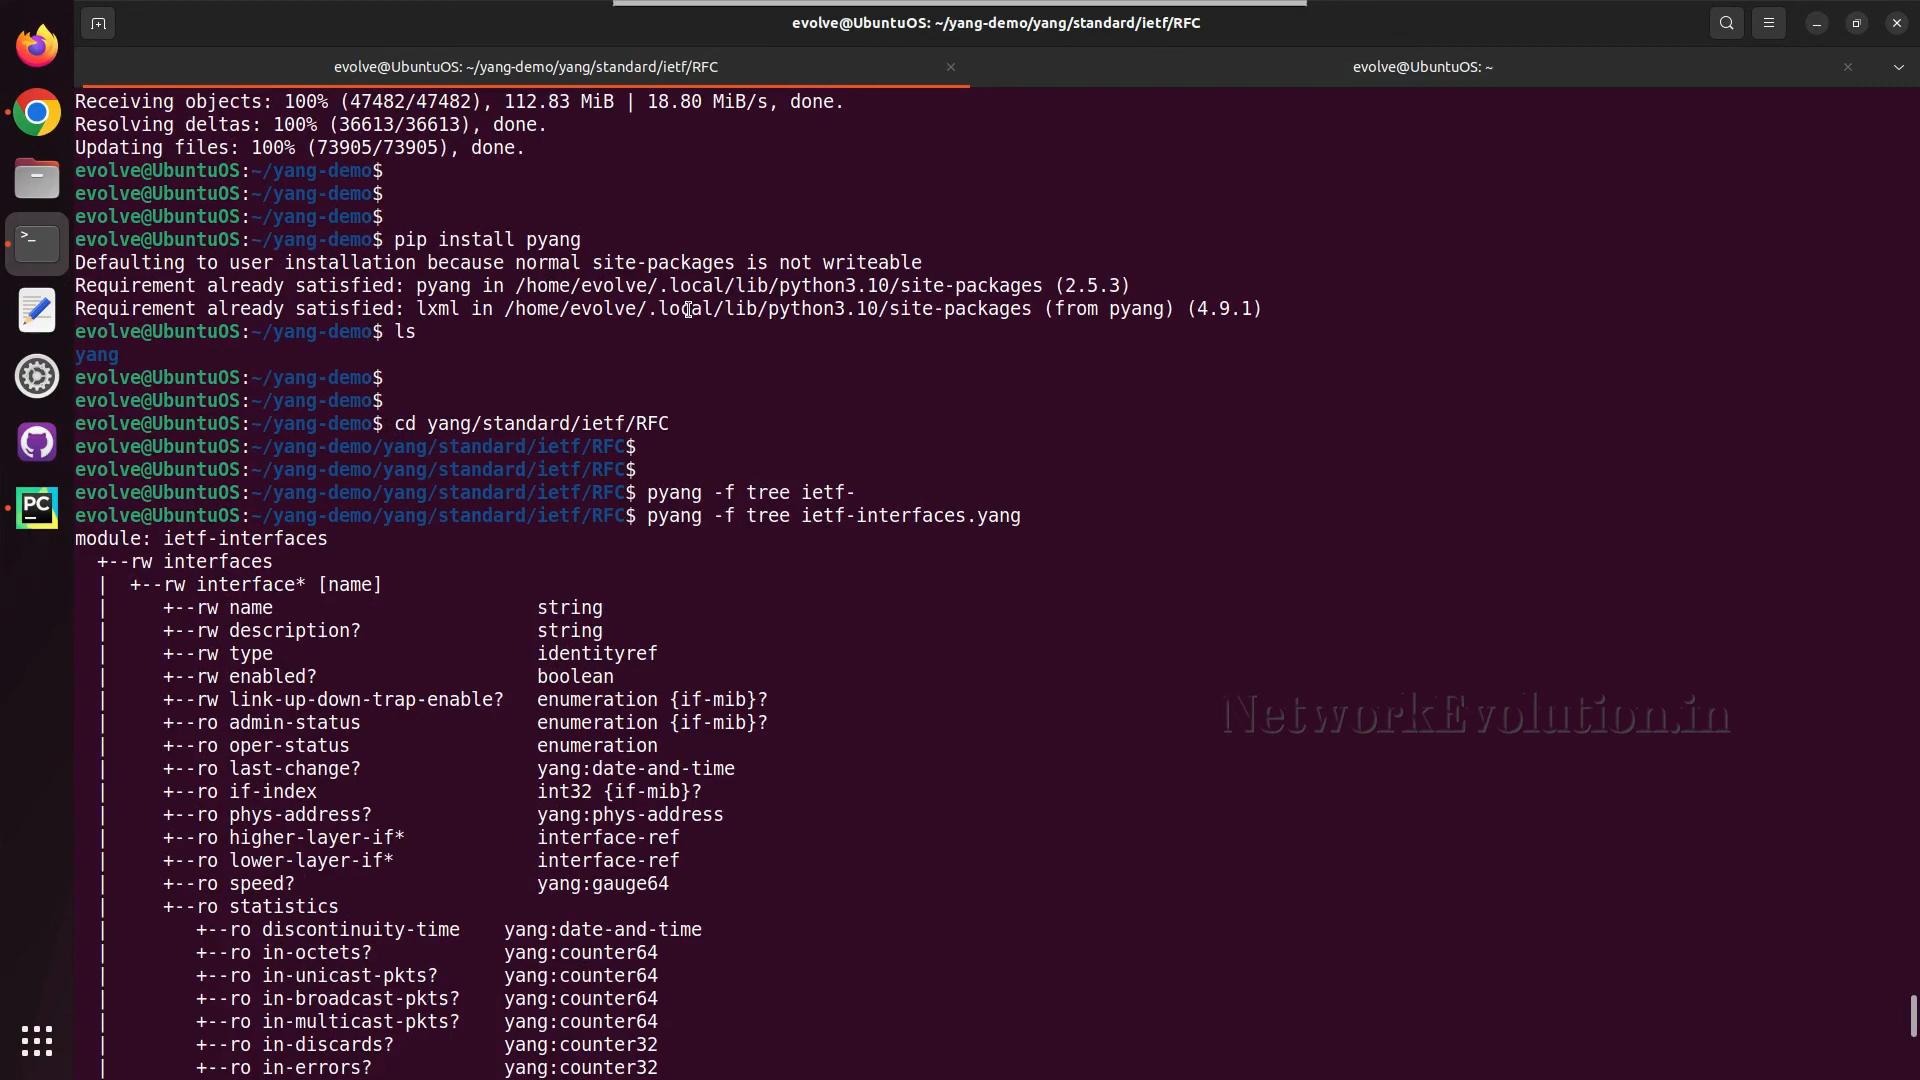 evolve@UbuntuOS: ~/yang-demo/yang/standard/ietf/RFC
evolve@UbuntuOS: ~/yang-demo/yang/standard/ietf/RFC
evolve@UbuntuOS: ~
Receiving objects: 100% (47482/47482), 112.83 MiB | 18.80 MiB/s, done.
Resolving deltas: 100% (36613/36613), done.
Updating files: 100% (73905/73905), done.
evolve@UbuntuOS:~/yang-demo$
evolve@UbuntuOS:~/yang-demo$
evolve@UbuntuOS:~/yang-demo$
evolve@UbuntuOS:~/yang-demo$ pip install pyang
Defaulting to user installation because normal site-packages is not writeable
Requirement already satisfied: pyang in /home/evolve/.local/lib/python3.10/site-packages (2.5.3)
Requirement already satisfied: lxml in /home/evolve/.local/lib/python3.10/site-packages (from pyang) (4.9.1)
evolve@UbuntuOS:~/yang-demo$ ls
yang
evolve@UbuntuOS:~/yang-demo$
evolve@UbuntuOS:~/yang-demo$
evolve@UbuntuOS:~/yang-demo$ cd yang/standard/ietf/RFC
evolve@UbuntuOS:~/yang-demo/yang/standard/ietf/RFC$
evolve@UbuntuOS:~/yang-demo/yang/standard/ietf/RFC$
evolve@UbuntuOS:~/yang-demo/yang/standard/ietf/RFC$ pyang -f tree ietf-
evolve@UbuntuOS:~/yang-demo/yang/standard/ietf/RFC$ pyang -f tree ietf-interfaces.yang
module: ietf-interfaces
  +--rw interfaces
  |  +--rw interface* [name]
  |     +--rw name                        string
  |     +--rw description?                string
  |     +--rw type                        identityref
  |     +--rw enabled?                    boolean
  |     +--rw link-up-down-trap-enable?   enumeration {if-mib}?
  |     +--ro admin-status                enumeration {if-mib}?
  |     +--ro oper-status                 enumeration
  |     +--ro last-change?                yang:date-and-time
  |     +--ro if-index                    int32 {if-mib}?
  |     +--ro phys-address?               yang:phys-address
  |     +--ro higher-layer-if*            interface-ref
  |     +--ro lower-layer-if*             interface-ref
  |     +--ro speed?                      yang:gauge64
  |     +--ro statistics
  |        +--ro discontinuity-time    yang:date-and-time
  |        +--ro in-octets?            yang:counter64
  |        +--ro in-unicast-pkts?      yang:counter64
  |        +--ro in-broadcast-pkts?    yang:counter64
  |        +--ro in-multicast-pkts?    yang:counter64
  |        +--ro in-discards?          yang:counter32
  |        +--ro in-errors?            yang:counter32
NetworkEvolution.in
PC